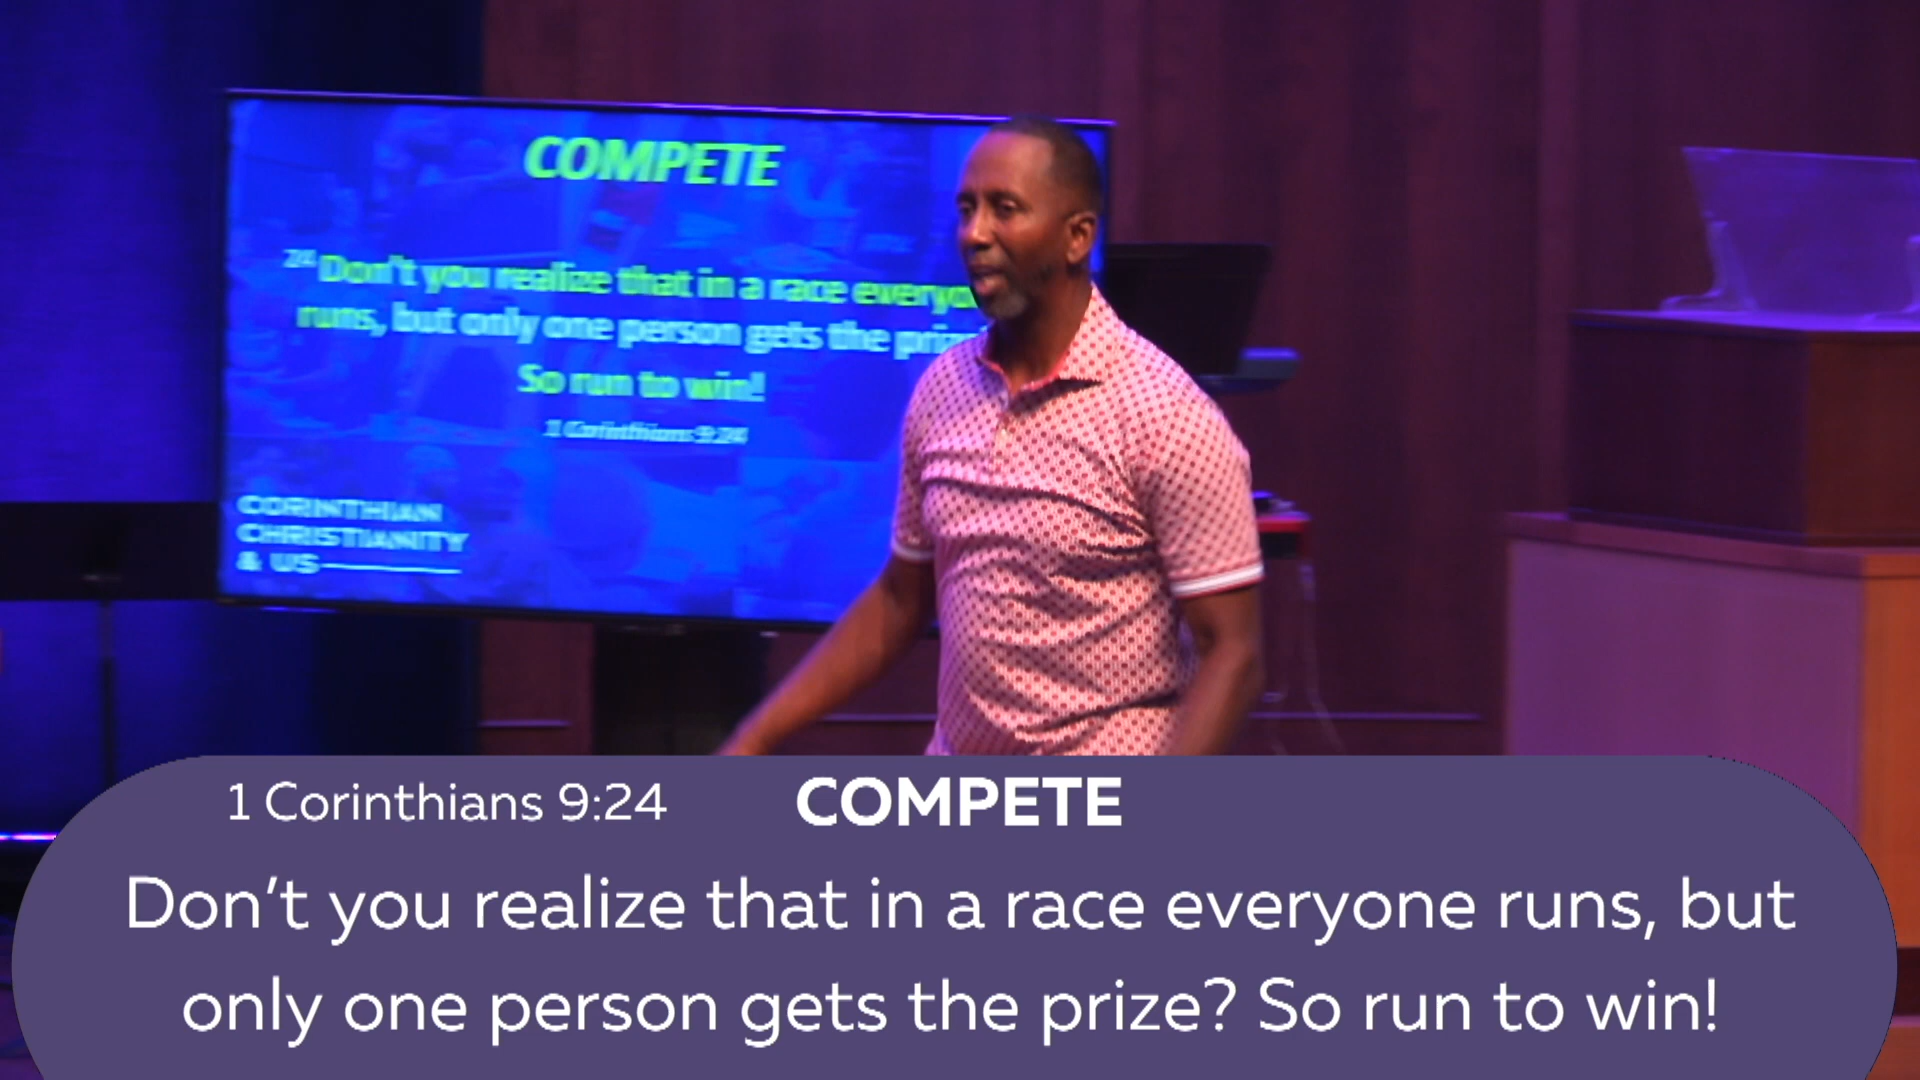 COMPETE
24 Don't you realize that in a race everyo
runs, but only one person gets the priz
So run to win!
1 Corinthians 9:24
CORINTHIAN
CHRISTIANITY
& US
1 Corinthians 9:24 COMPETE
Don't you realize that in a race everyone runs, but
only one person gets the prize? So run to win!